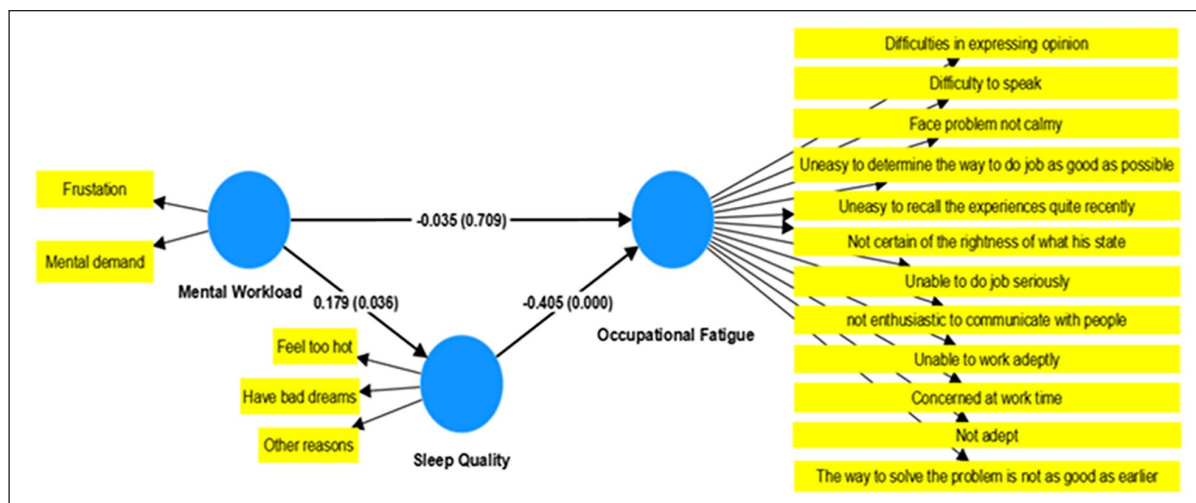 Difficulties in expressing opinion
Difficulty to speak
Face problem not calmy
Uneasy to determine the way to do job as good as possible
Uneasy to recall the experiences quite recently
Not certain of the rightness of what his state
Unable to do job seriously
not enthusiastic to communicate with people
Unable to work adeptly
Concerned at work time
Not adept
The way to solve the problem is not as good as earlier
Frustation
Mental demand
Mental Workload
-0.035 (0.709)
0.179 (0.036)
-0.405 (0.000)
Occupational Fatigue
Feel too hot
Have bad dreams
Other reasons
Sleep Quality